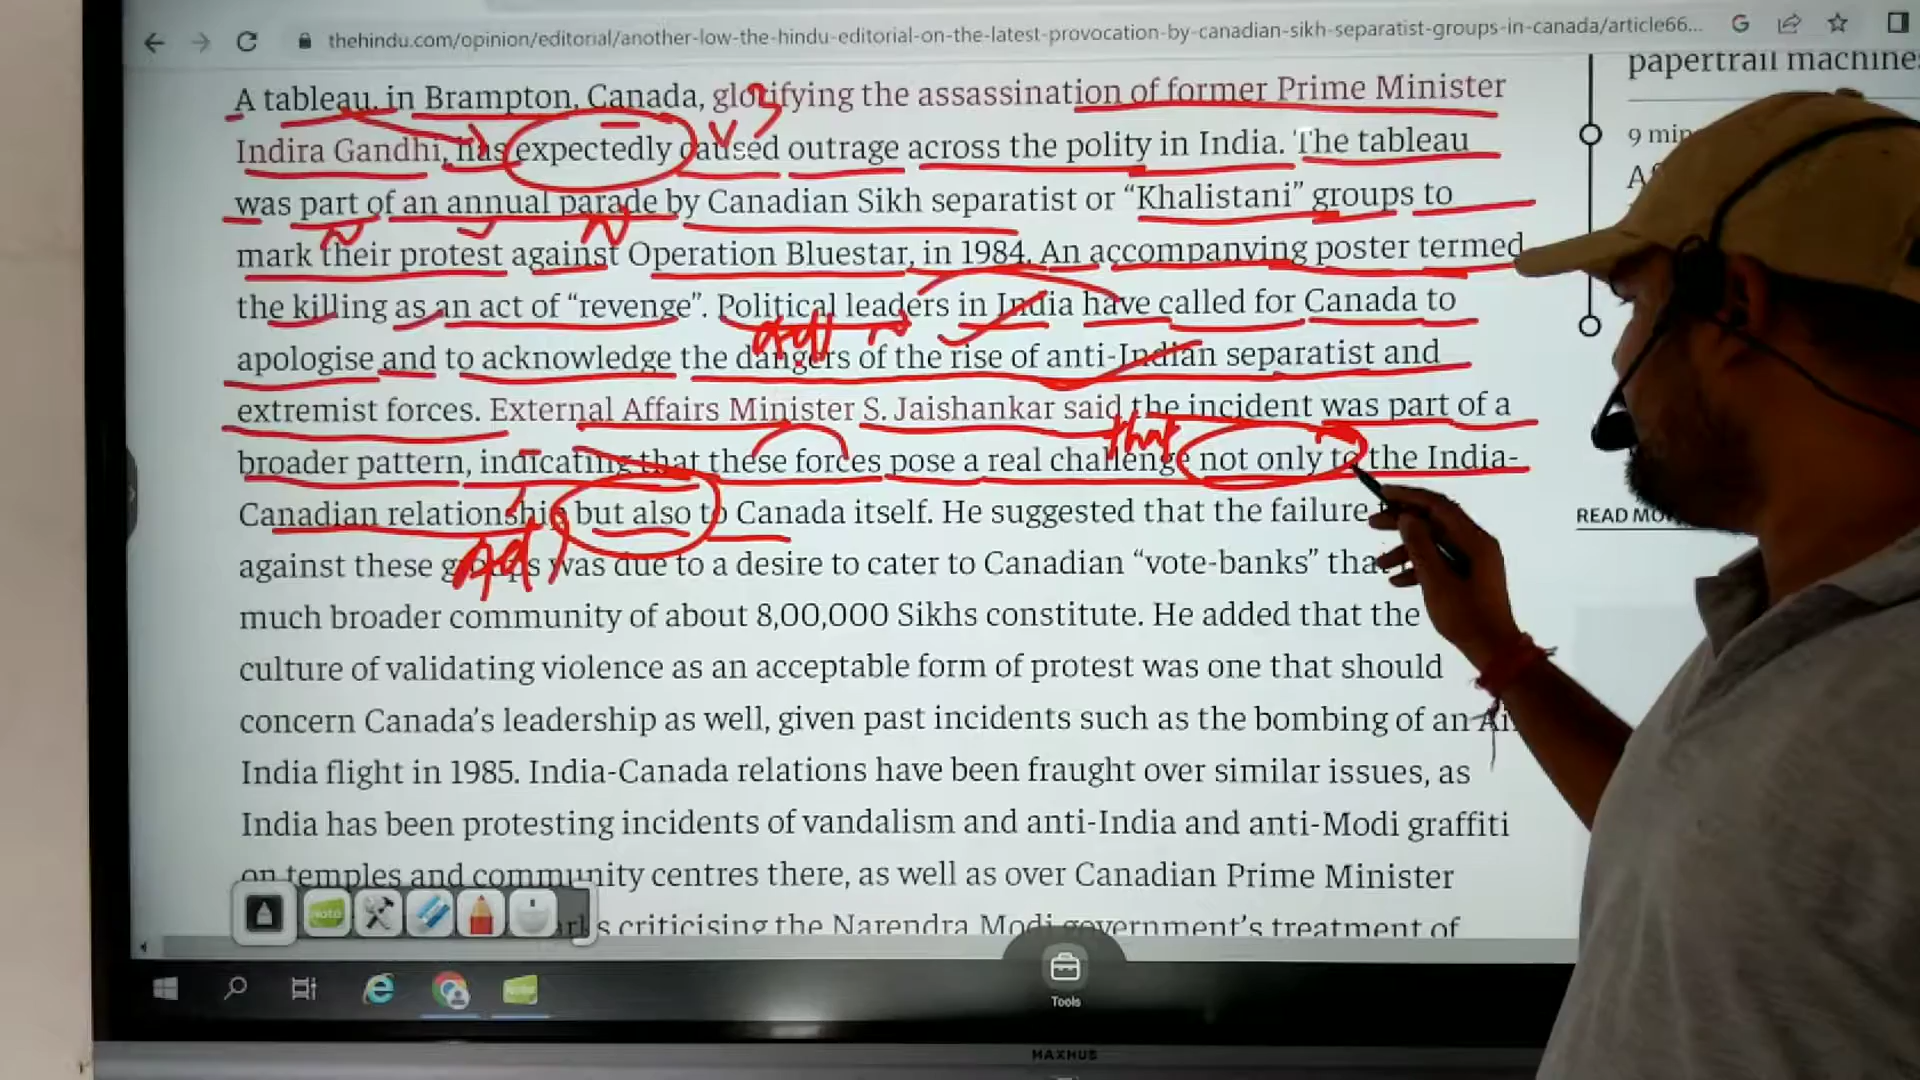 thehindu.com/opinion/editorial/another-low-the-hindu-editorial-on-the-latest-provocation-by-canadian-sikh-separatist-groups-in-canada/article66...
papertrail machine
A tableau, in Brampton, Canada, glorifying the assassination of former Prime Minister
3
V
Indira Gandhi, has expectedly caused outrage across the polity in India. The tableau
9 min
was part of an annual parade by Canadian Sikh separatist or “Khalistani” groups to
mark their protest against Operation Bluestar, in 1984. An accompanying poster termed
the killing as an act of “revenge”. Political leaders in India have called for Canada to
apologise and to acknowledge the dangers of the rise of anti-Indian separatist and
extremist forces. External Affairs Minister S. Jaishankar said the incident was part of a
that
broader pattern, indicating that these forces pose a real challenge not only to the India-
Canadian relationship but also to Canada itself. He suggested that the failure
READ MO
against these groups was due to a desire to cater to Canadian “vote-banks” that
much broader community of about 8,00,000 Sikhs constitute. He added that the
culture of validating violence as an acceptable form of protest was one that should
concern Canada’s leadership as well, given past incidents such as the bombing of an Ai
India flight in 1985. India-Canada relations have been fraught over similar issues, as
India has been protesting incidents of vandalism and anti-India and anti-Modi graffiti
on temples and community centres there, as well as over Canadian Prime Minister
s criticising the Narendra Modi government’s treatment of
Note
Tools
MAXHUB